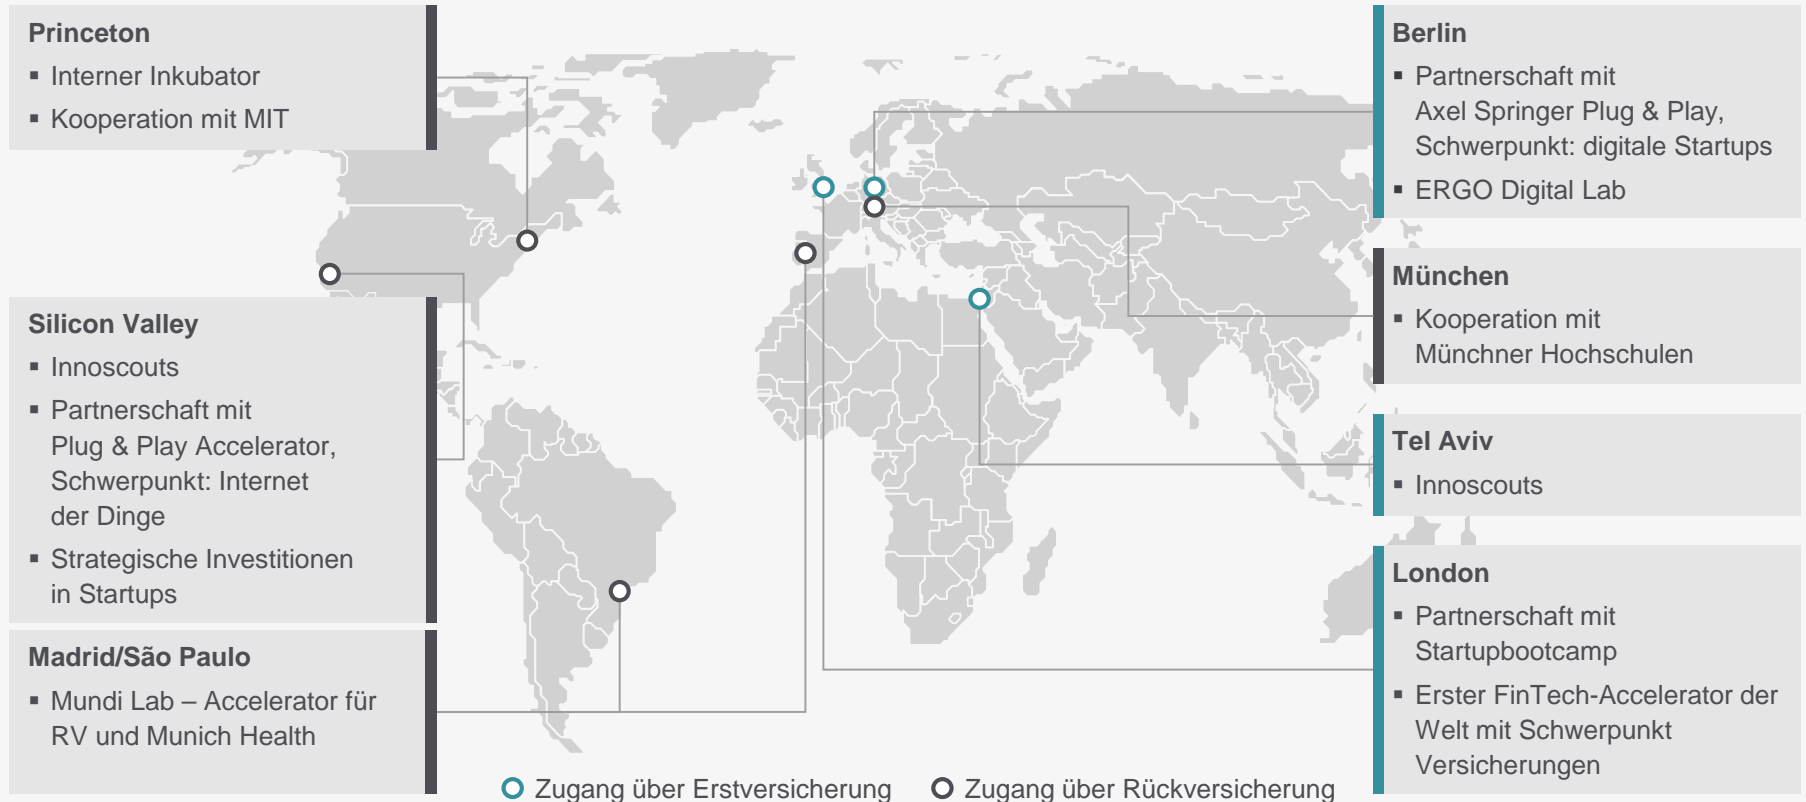 Princeton
▪ Interner Inkubator
▪ Kooperation mit MIT
Silicon Valley
▪ Innoscouts
▪ Partnerschaft mit
Plug & Play Accelerator,
Schwerpunkt: Internet
der Dinge
▪ Strategische Investitionen
in Startups
Madrid/São Paulo
▪ Mundi Lab – Accelerator für
RV und Munich Health
Berlin
▪ Partnerschaft mit
Axel Springer Plug & Play,
Schwerpunkt: digitale Startups
▪ ERGO Digital Lab
München
▪ Kooperation mit
Münchner Hochschulen
Tel Aviv
▪ Innoscouts
London
▪ Partnerschaft mit
Startupbootcamp
▪ Erster FinTech-Accelerator der
Welt mit Schwerpunkt
Versicherungen
Zugang über Erstversicherung
Zugang über Rückversicherung